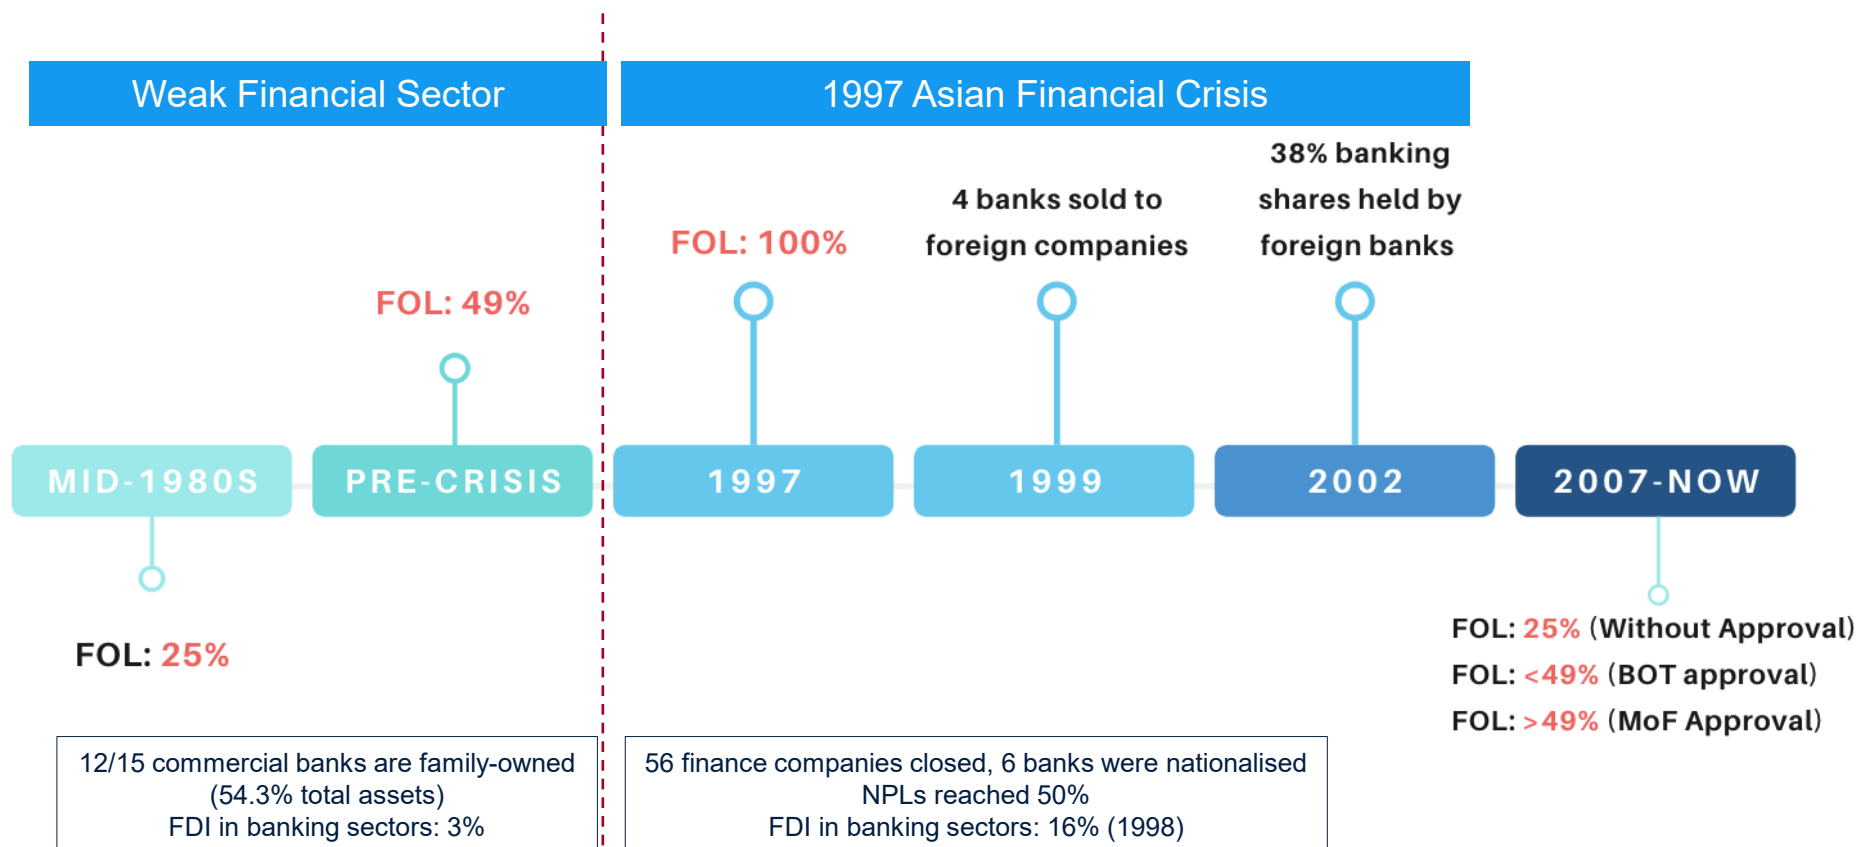 Weak Financial Sector
1997 Asian Financial Crisis
38% banking
shares held by
foreign banks
4 banks sold to
foreign companies
FOL: 100%
FOL: 49%
MID-1980S
PRE-CRISIS
1997
1999
2002
2007-NOW
FOL: 25%
FOL: 25% (Without Approval)
FOL: <49% (BOT approval)
FOL: >49% (MoF Approval)
12/15 commercial banks are family-owned
(54.3% total assets)
FDI in banking sectors: 3%
56 finance companies closed, 6 banks were nationalised
NPLs reached 50%
FDI in banking sectors: 16% (1998)